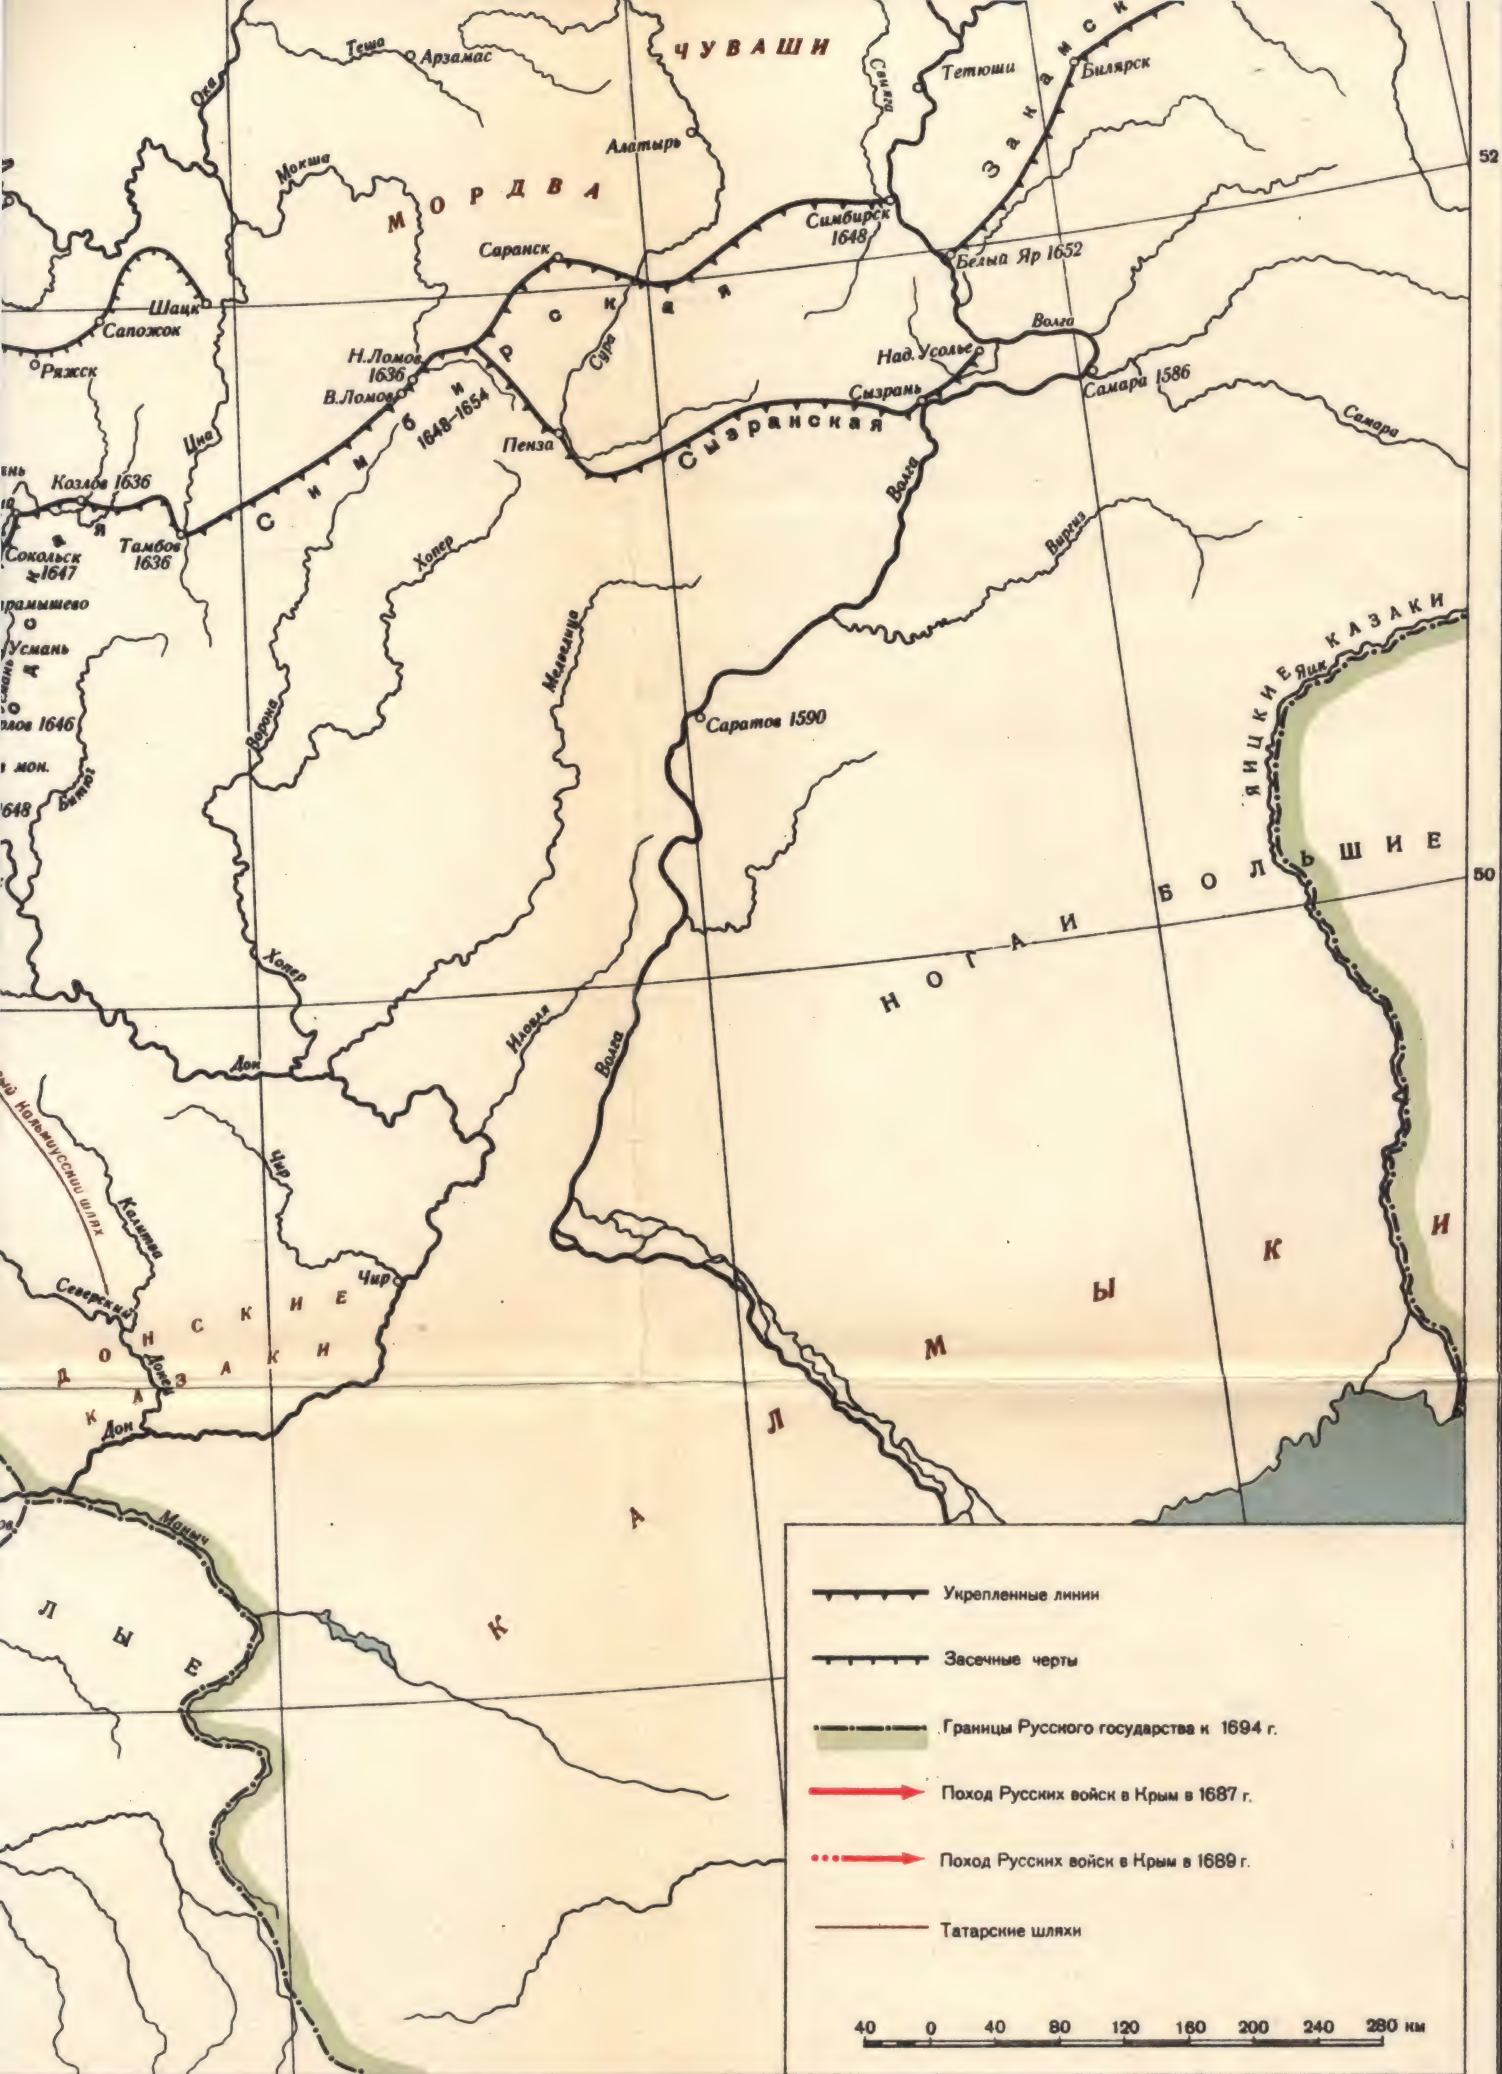 ЧУВАШИ
Теша
Арзамас
Ока
Свияга
Тетюши
Билярск
Закамск
Алатырь
52
Мокша
МОРДВА
Симбирск
1648
Саранск
Белый Яр 1652
Шацк
Сапожок
Ряжск
Волга
Н.Ломов
1636
В.Ломов
Сура
Над. Усолье
Сызрань
Самара 1586
Самара
Цна
Симбирская
1648–1654
Пенза
Сызранская
Козлов 1636
Волга
Тамбов
1636
Сокольск
1647
Хопер
Виргиз
Усмань
Медведица
ЯИЦКИЕ КАЗАКИ
Яик
1646
Саратов 1590
Ворона
мон.
Битюг
НОГАИ БОЛЬШИЕ
50
Хопер
Иловля
Волга
Дон
Кальмиусский шлях
Калитва
Чир
Чир
Северский
Донец
ДОНСКИЕ
КАЗАКИ
Дон
КАЛМЫКИ
Маныч
ЛЫЕ
Укрепленные линии
Засечные черты
Границы Русского государства к 1694 г.
Поход Русских войск в Крым в 1687 г.
Поход Русских войск в Крым в 1689 г.
Татарские шляхи
40 0 40 80 120 160 200 240 280 км